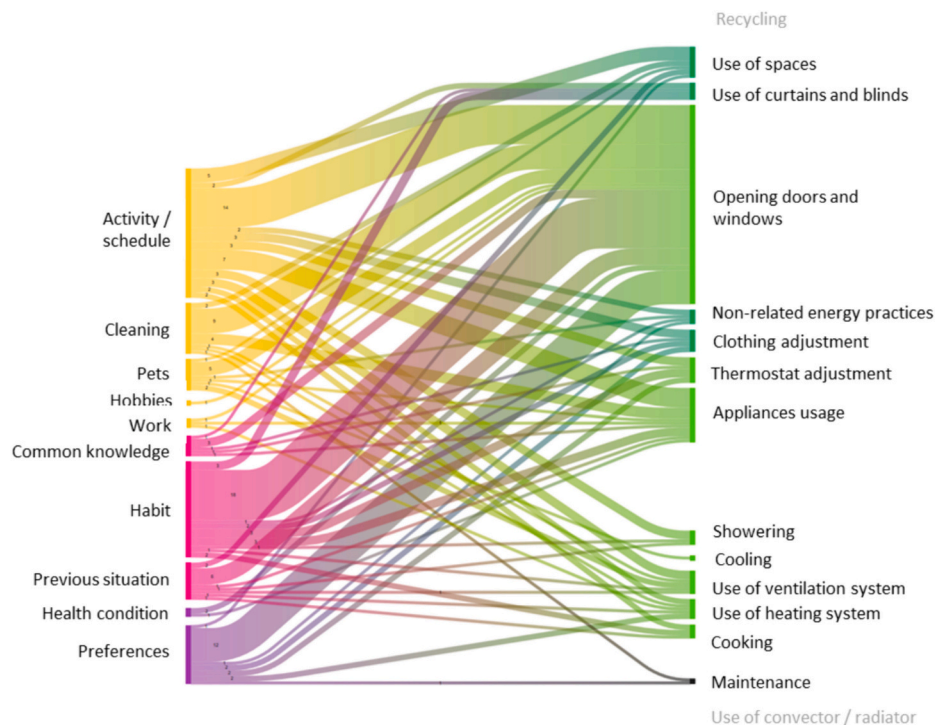 Recycling
Use of spaces
Use of curtains and blinds
Opening doors and
windows
Non-related energy practices
Clothing adjustment
Thermostat adjustment
Appliances usage
Showering
Cooling
Use of ventilation system
Use of heating system
Cooking
Maintenance
Use of convector / radiator
Activity /
schedule
Cleaning
Pets
Hobbies
Work
Common knowledge
Habit
Previous situation
Health condition
Preferences
14
12